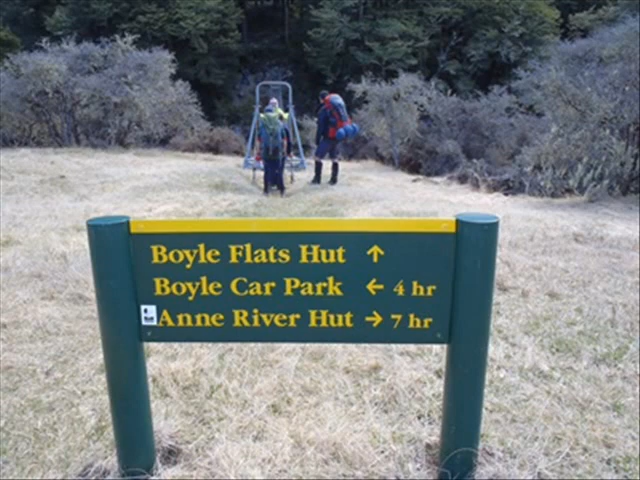 Boyle Flats Hut ↑
Boyle Car Park ← 4 hr
Anne River Hut → 7 hr